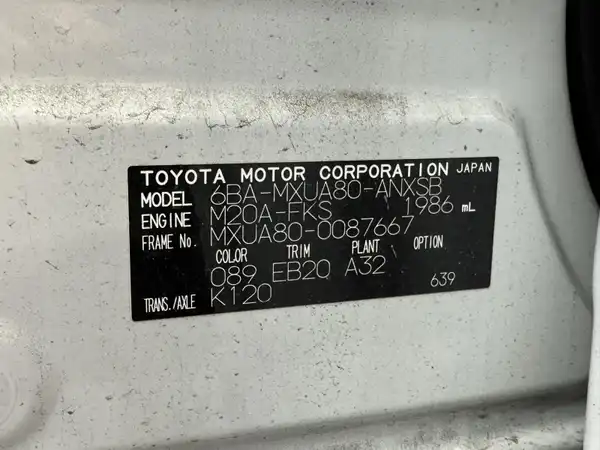 TOYOTA MOTOR CORPORATION JAPAN
MODEL 6BA-MXUA80-ANXSB
ENGINE M20A-FKS 1986 mL
FRAME No. MXUA80-0087667
COLOR TRIM PLANT OPTION
089 EB20 A32
TRANS./AXLE K120 639